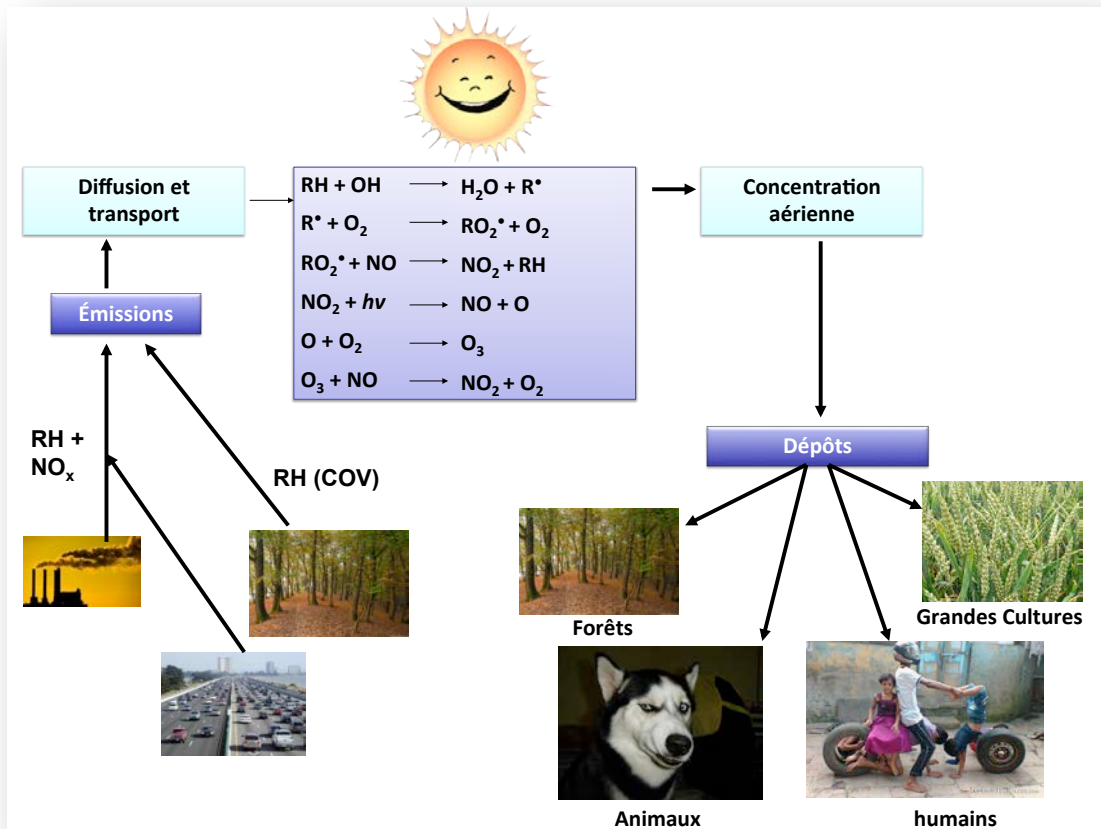 Diffusion et
transport
RH + OH → H₂O + R•
R• + O₂ → RO₂• + O₂
RO₂• + NO → NO₂ + RH
NO₂ + hν → NO + O
O + O₂ → O₃
O₃ + NO → NO₂ + O₂
Concentration
aérienne
Émissions
RH +
NOₓ
RH (COV)
Dépôts
Forêts
Grandes Cultures
Animaux
humains